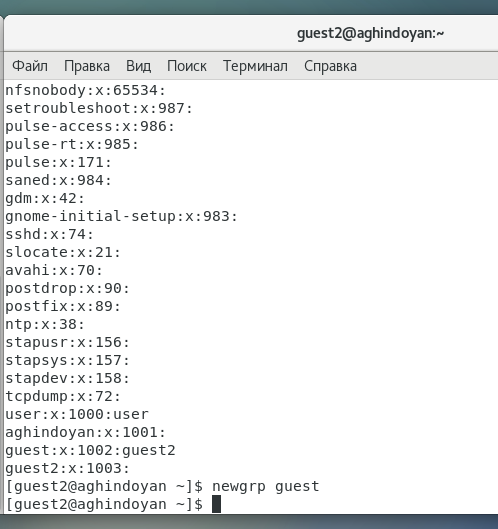 guest2@aghindoyan:~
Файл Правка Вид Поиск Терминал Справка
nfsnobody:x:65534:
setroubleshoot:x:987:
pulse-access:x:986:
pulse-rt:x:985:
pulse:x:171:
saned:x:984:
gdm:x:42:
gnome-initial-setup:x:983:
sshd:x:74:
slocate:x:21:
avahi:x:70:
postdrop:x:90:
postfix:x:89:
ntp:x:38:
stapusr:x:156:
stapsys:x:157:
stapdev:x:158:
tcpdump:x:72:
user:x:1000:user
aghindoyan:x:1001:
guest:x:1002:guest2
guest2:x:1003:
[guest2@aghindoyan ~]$ newgrp guest
[guest2@aghindoyan ~]$